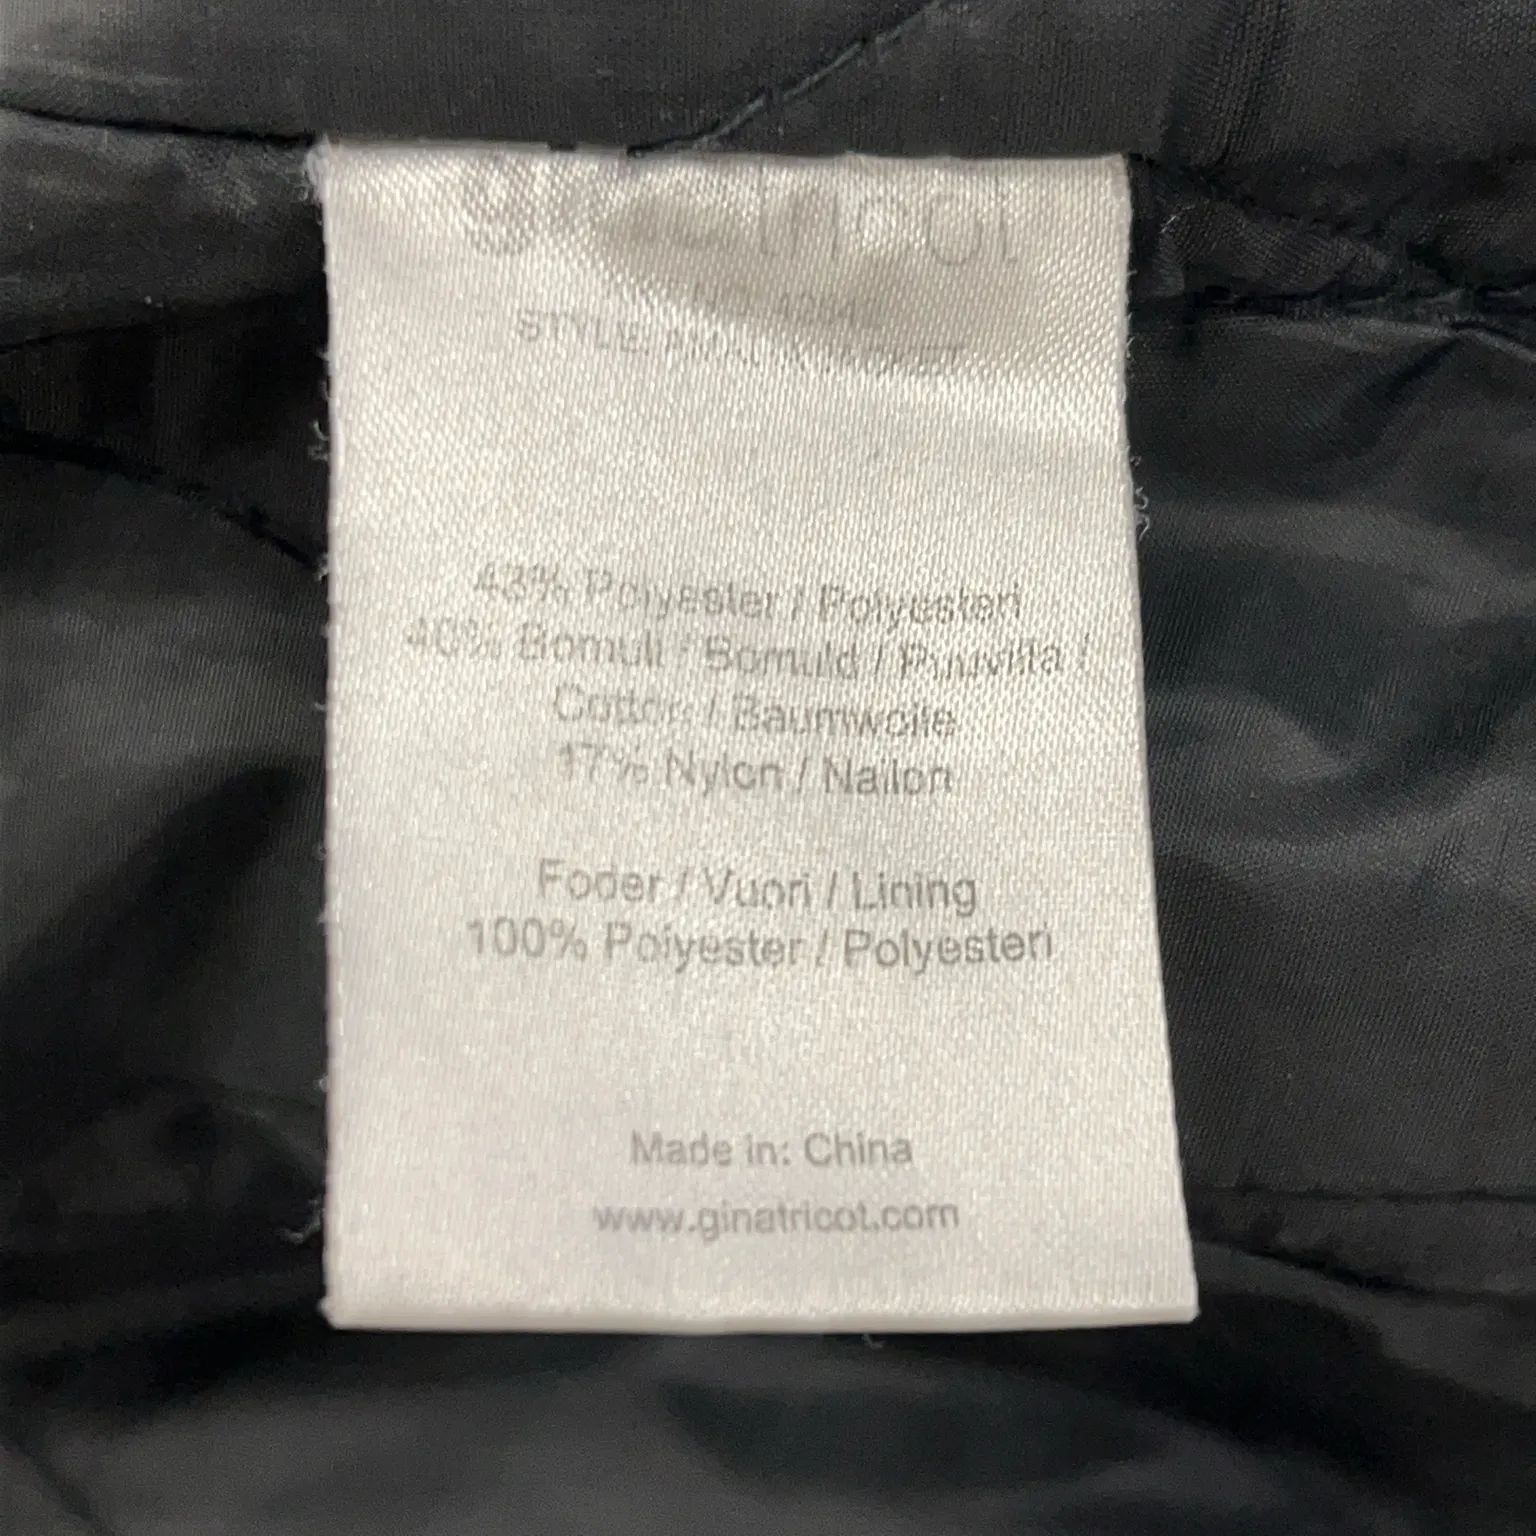 STYLE:
43% Polyester / Polyesteri
40% Bomull / Bomuld / Puuvilla /
Cotton / Baumwolle
17% Nylon / Nailon
Foder / Vuori / Lining
100% Polyester / Polyesteri
Made in: China
www.ginatricot.com